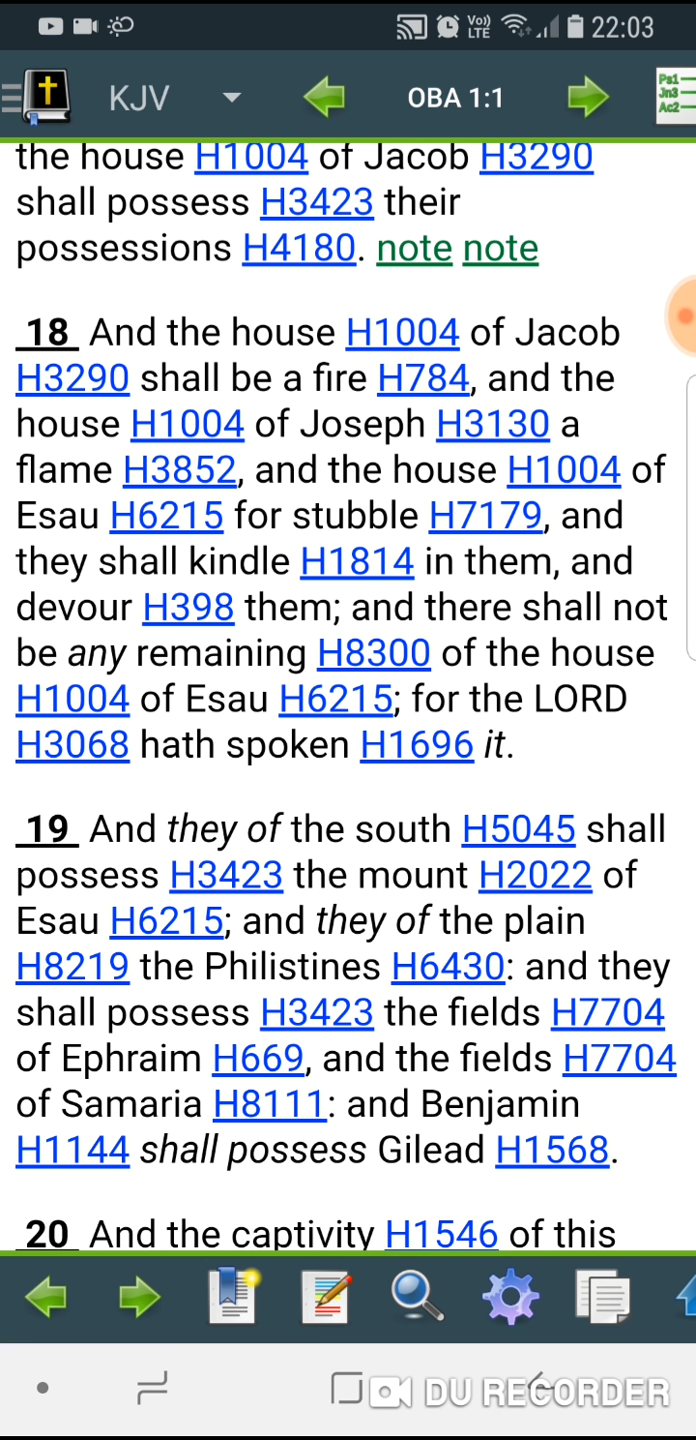 Vo))
LTE
22:03
KJV
OBA 1:1
Ps1
Jn3
Ac2
the house H1004 of Jacob H3290
shall possess H3423 their
possessions H4180. note note
18 And the house H1004 of Jacob
H3290 shall be a fire H784, and the
house H1004 of Joseph H3130 a
flame H3852, and the house H1004 of
Esau H6215 for stubble H7179, and
they shall kindle H1814 in them, and
devour H398 them; and there shall not
be any remaining H8300 of the house
H1004 of Esau H6215; for the LORD
H3068 hath spoken H1696 it.
19 And they of the south H5045 shall
possess H3423 the mount H2022 of
Esau H6215; and they of the plain
H8219 the Philistines H6430: and they
shall possess H3423 the fields H7704
of Ephraim H669, and the fields H7704
of Samaria H8111: and Benjamin
H1144 shall possess Gilead H1568.
20 And the captivity H1546 of this
DU RECORDER